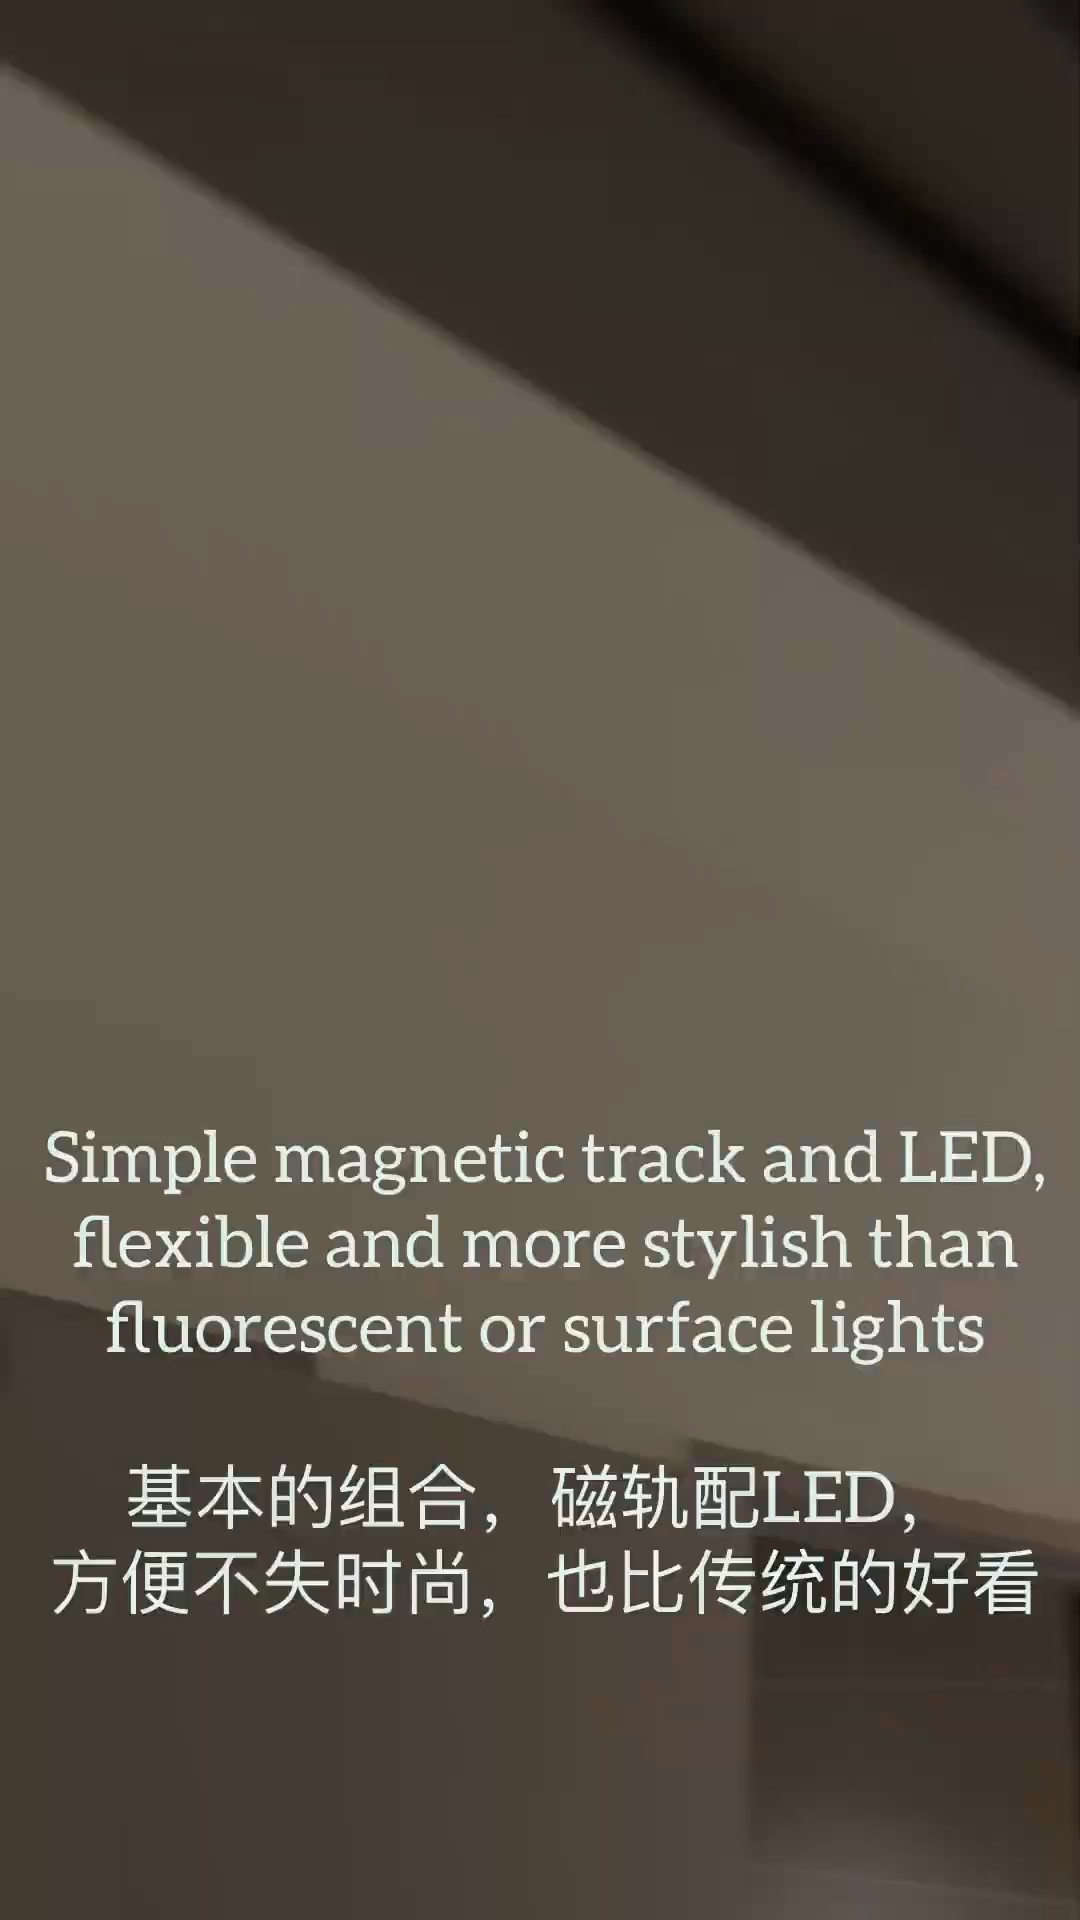 Simple magnetic track and LED,
flexible and more stylish than
fluorescent or surface lights
基本的组合，磁轨配LED，
方便不失时尚，也比传统的好看